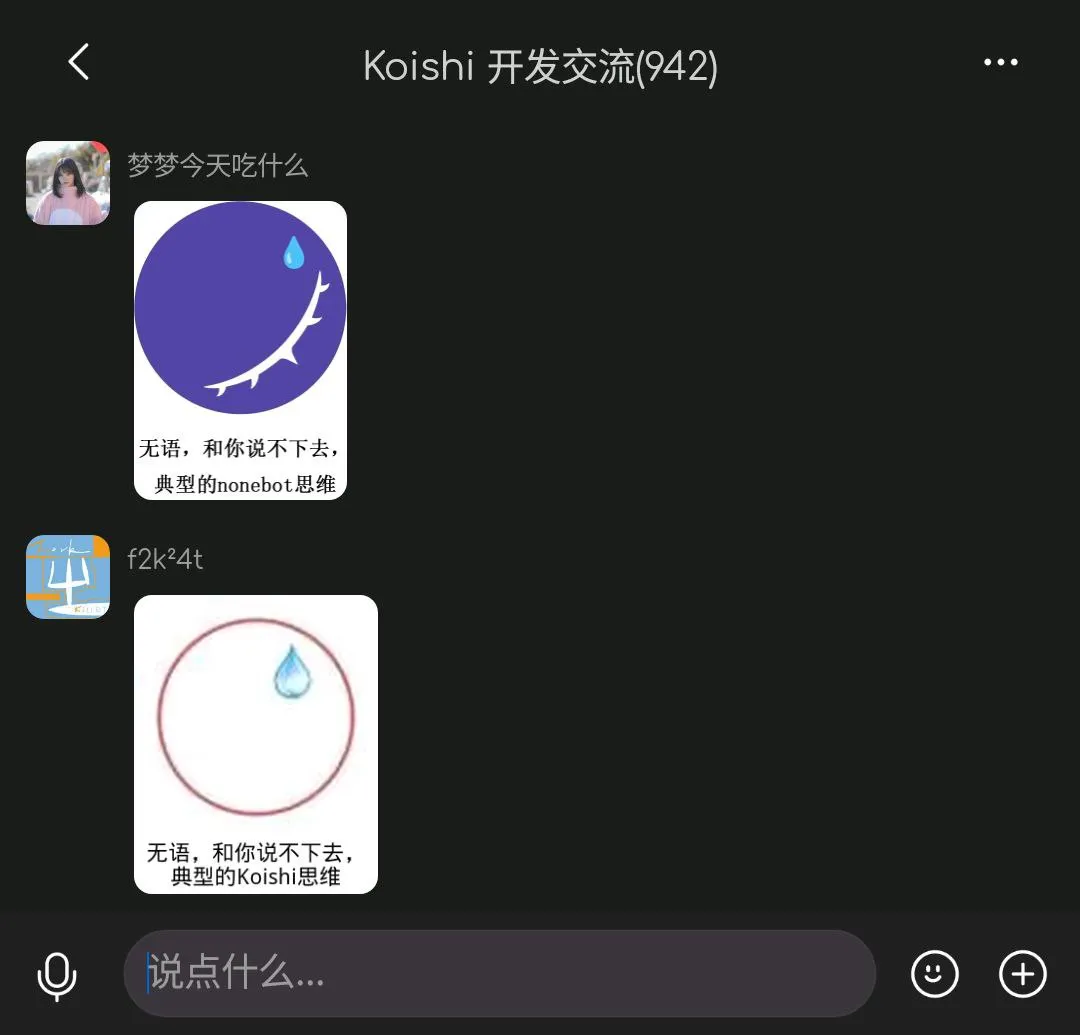 Koishi 开发交流(942)
梦梦今天吃什么
无语，和你说不下去，
典型的nonebot思维
f2k²4t
无语，和你说不下去，
典型的Koishi思维
说点什么...